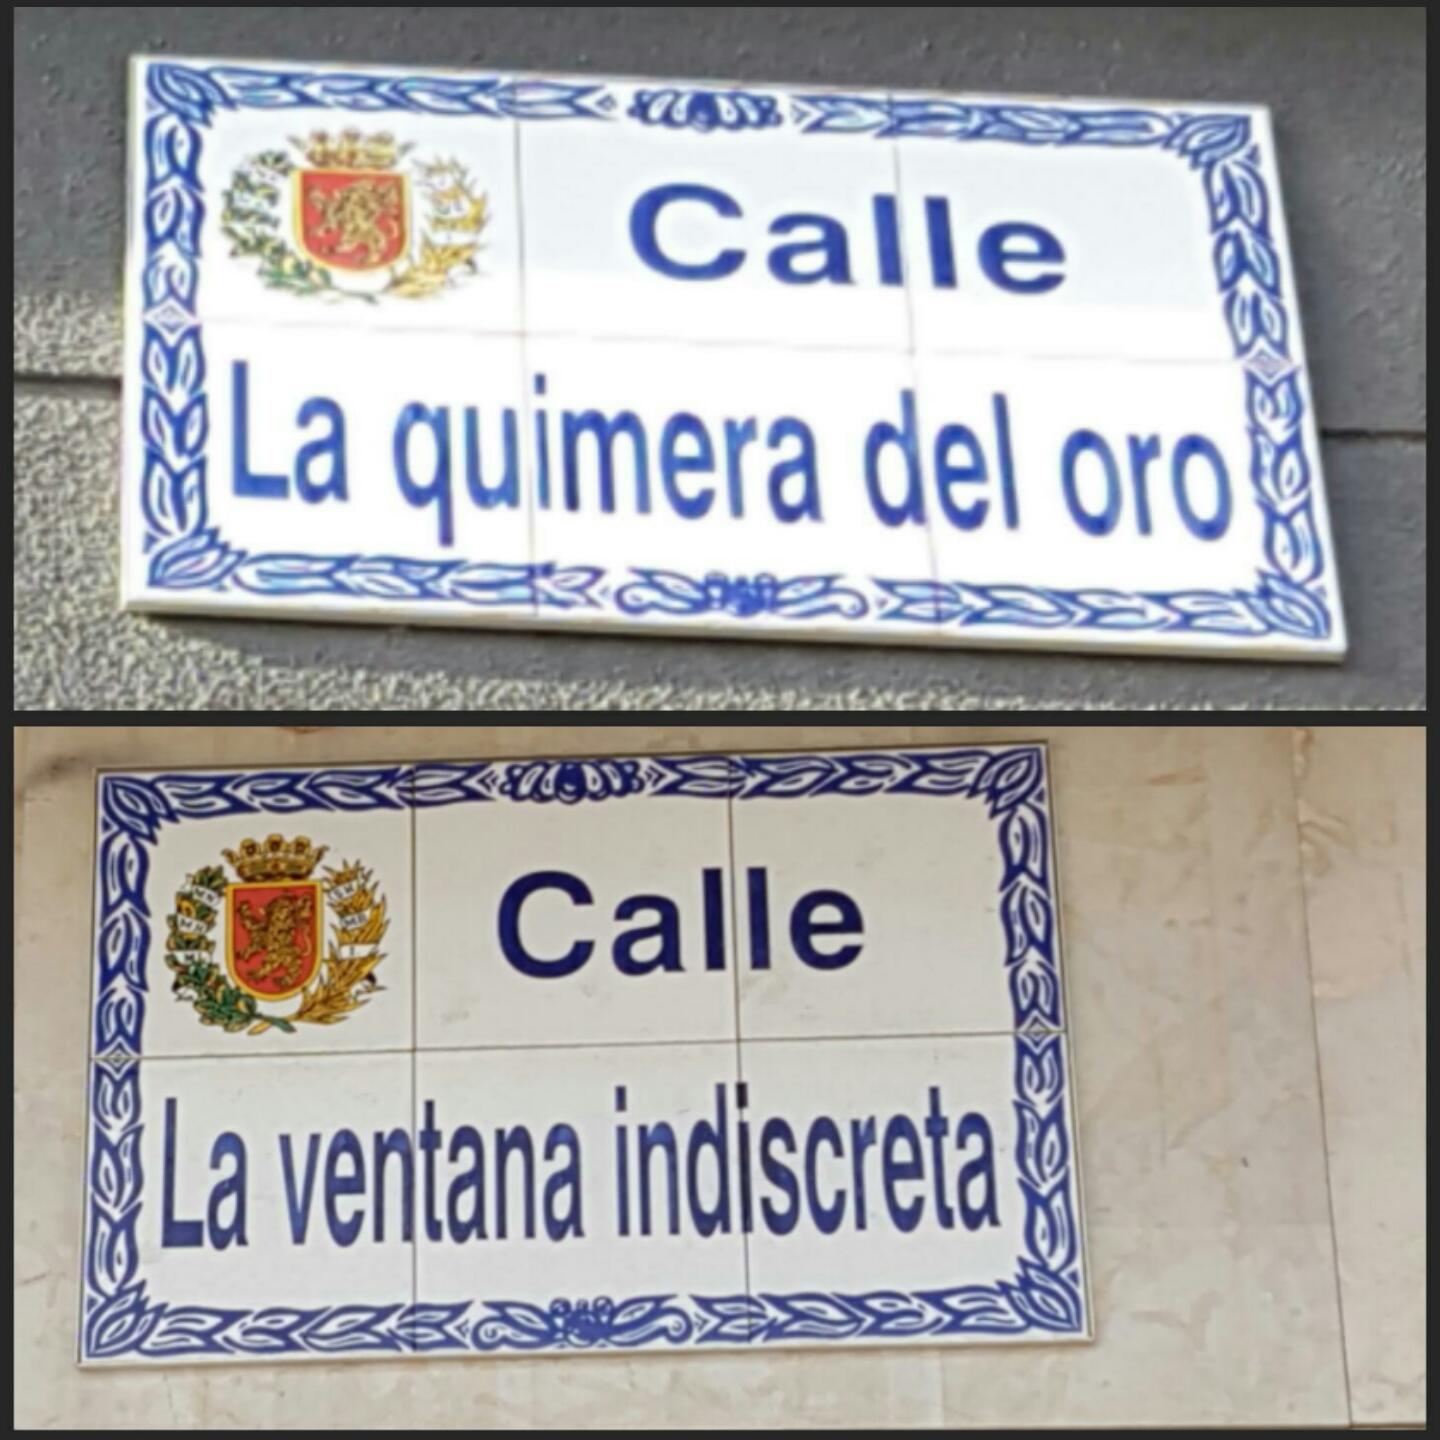 Calle
La quimera del oro
Calle
La ventana indiscreta